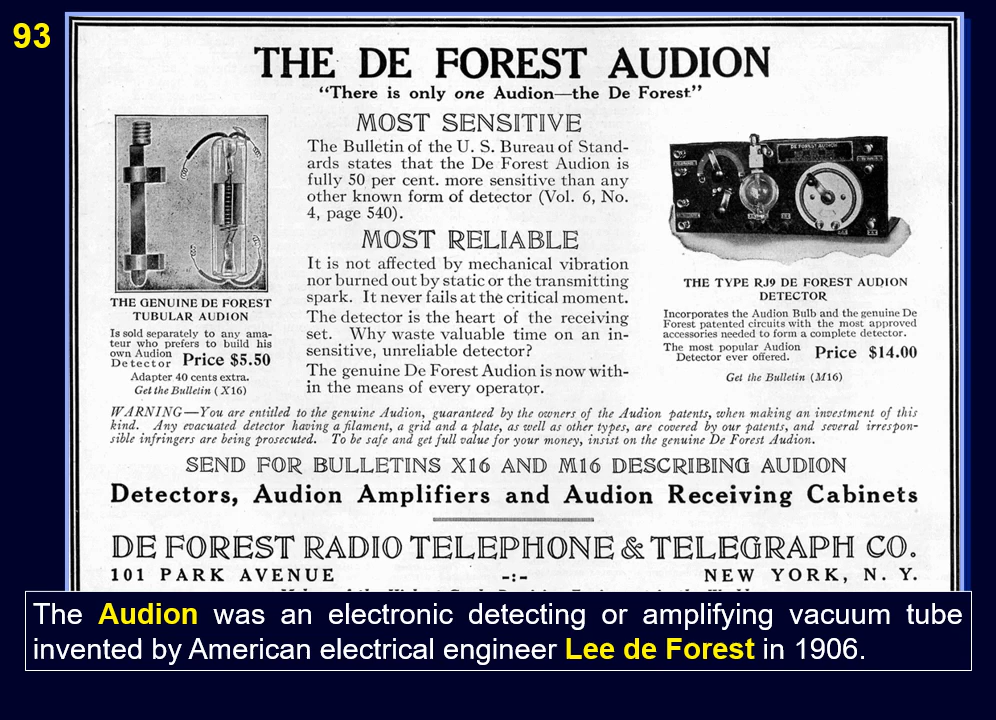 93
THE DE FOREST AUDION
“There is only one Audion—the De Forest”
THE GENUINE DE FOREST
TUBULAR AUDION
Is sold separately to any ama-
teur who prefers to build his
own Audion
Detector Price $5.50
Adapter 40 cents extra.
Get the Bulletin (X16)
MOST SENSITIVE
The Bulletin of the U. S. Bureau of Stand-
ards states that the De Forest Audion is
fully 50 per cent. more sensitive than any
other known form of detector (Vol. 6, No.
4, page 540).
MOST RELIABLE
It is not affected by mechanical vibration
nor burned out by static or the transmitting
spark. It never fails at the critical moment.
The detector is the heart of the receiving
set. Why waste valuable time on an in-
sensitive, unreliable detector?
The genuine De Forest Audion is now with-
in the means of every operator.
DE FOREST AUDION
THE TYPE RJ9 DE FOREST AUDION
DETECTOR
Incorporates the Audion Bulb and the genuine De
Forest patented circuits with the most approved
accessories needed to form a complete detector.
The most popular Audion
Detector ever offered. Price $14.00
Get the Bulletin (M16)
WARNING—You are entitled to the genuine Audion, guaranteed by the owners of the Audion patents, when making an investment of this
kind. Any evacuated detector having a filament, a grid and a plate, as well as other types, are covered by our patents, and several irrespon-
sible infringers are being prosecuted. To be safe and get full value for your money, insist on the genuine De Forest Audion.
SEND FOR BULLETINS X16 AND M16 DESCRIBING AUDION
Detectors, Audion Amplifiers and Audion Receiving Cabinets
DE FOREST RADIO TELEPHONE & TELEGRAPH CO.
101 PARK AVENUE -:- NEW YORK, N. Y.
The Audion was an electronic detecting or amplifying vacuum tube
invented by American electrical engineer Lee de Forest in 1906.